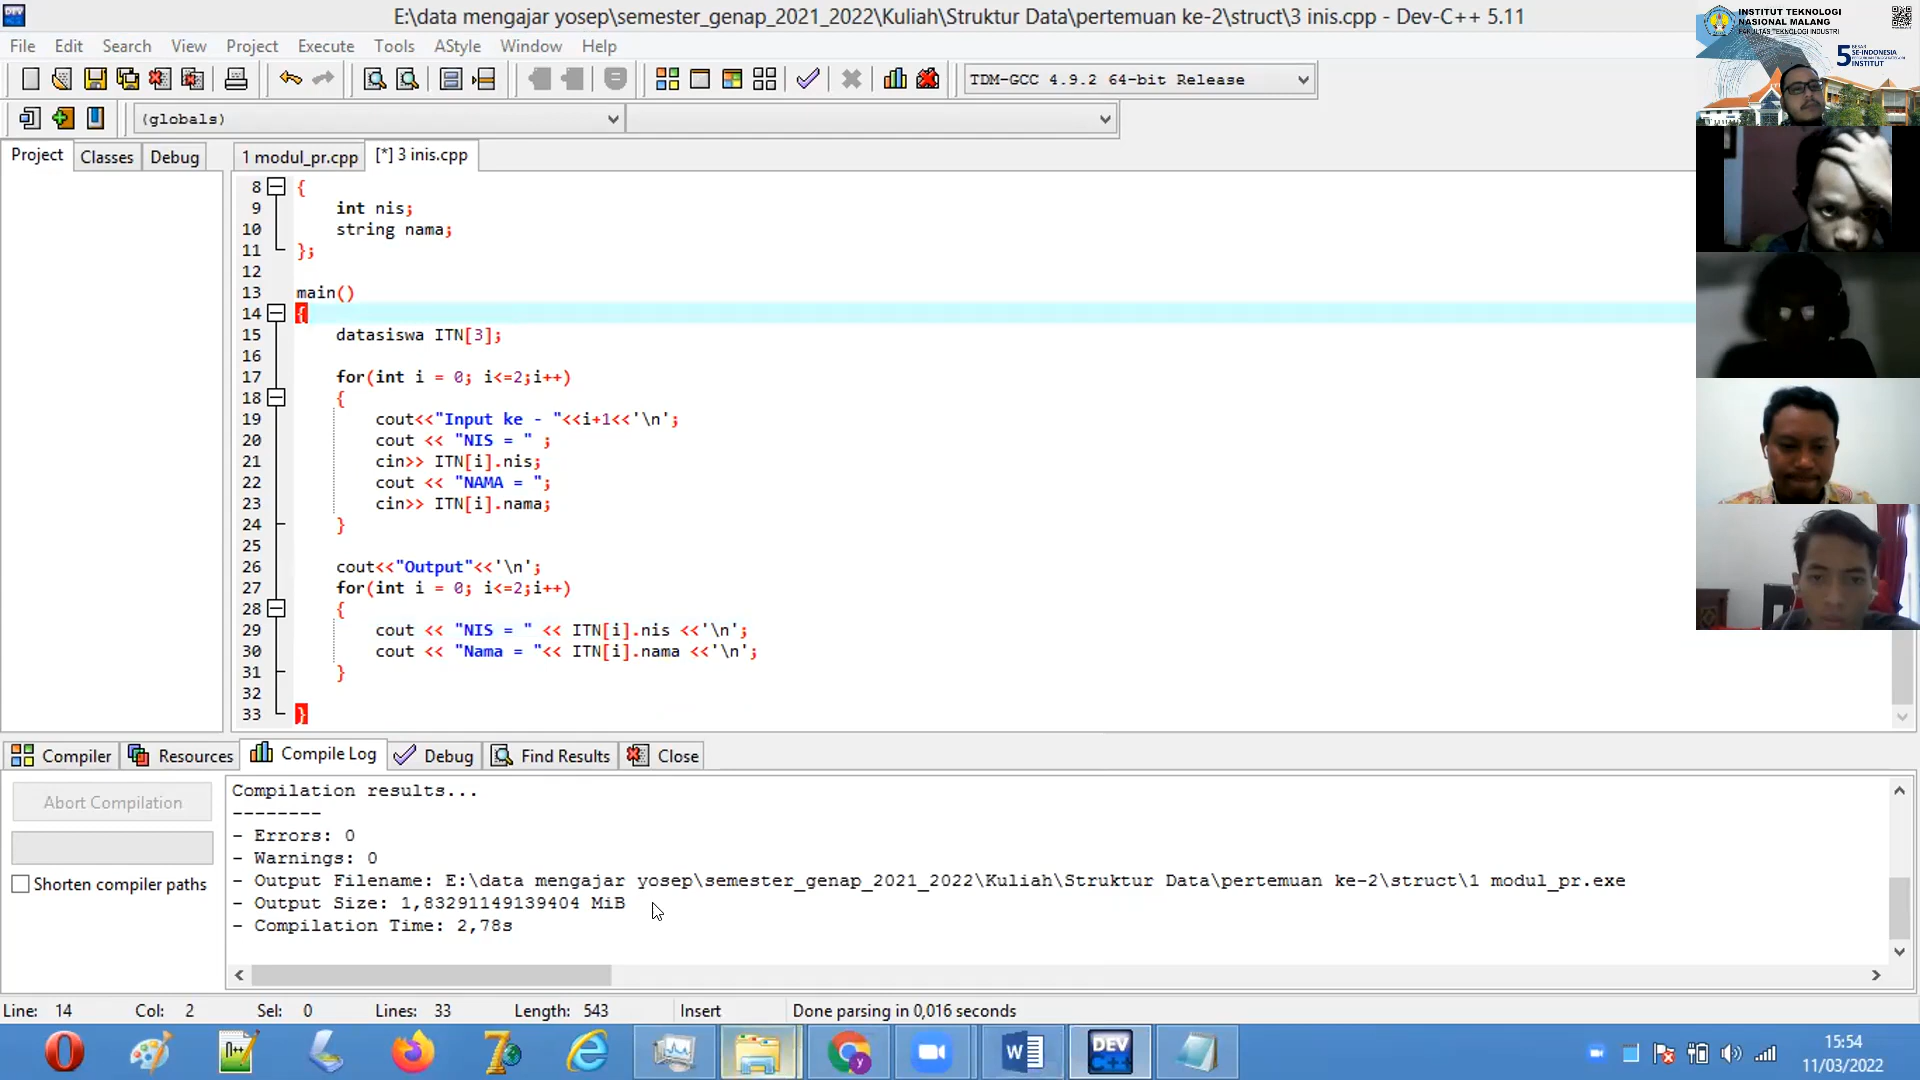 E:\data mengajar yosep\semester_genap_2021_2022\Kuliah\Struktur Data\pertemuan ke-2\struct\3 inis.cpp - Dev-C++ 5.11
File Edit Search View Project Execute Tools AStyle Window Help
TDM-GCC 4.9.2 64-bit Release
(globals)
Project Classes Debug 1 modul_pr.cpp [*] 3 inis.cpp
8 {
9 int nis;
10 string nama;
11 };
12
13 main()
14 {
15 datasiswa ITN[3];
16
17 for(int i = 0; i<=2;i++)
18 {
19 cout<<"Input ke - "<<i+1<<'\n';
20 cout << "NIS = " ;
21 cin>> ITN[i].nis;
22 cout << "NAMA = ";
23 cin>> ITN[i].nama;
24 }
25
26 cout<<"Output"<<'\n';
27 for(int i = 0; i<=2;i++)
28 {
29 cout << "NIS = " << ITN[i].nis <<'\n';
30 cout << "Nama = "<< ITN[i].nama <<'\n';
31 }
32
33 }
Compiler Resources Compile Log Debug Find Results Close
Abort Compilation
Shorten compiler paths
Compilation results...
--------
- Errors: 0
- Warnings: 0
- Output Filename: E:\data mengajar yosep\semester_genap_2021_2022\Kuliah\Struktur Data\pertemuan ke-2\struct\1 modul_pr.exe
- Output Size: 1,83291149139404 MiB
- Compilation Time: 2,78s
Line: 14 Col: 2 Sel: 0 Lines: 33 Length: 543 Insert Done parsing in 0,016 seconds
15:54
11/03/2022
INSTITUT TEKNOLOGI
NASIONAL MALANG
FAKULTAS TEKNOLOGI INDUSTRI
5 BESAR
SE-INDONESIA
INSTITUT
DEV
C++